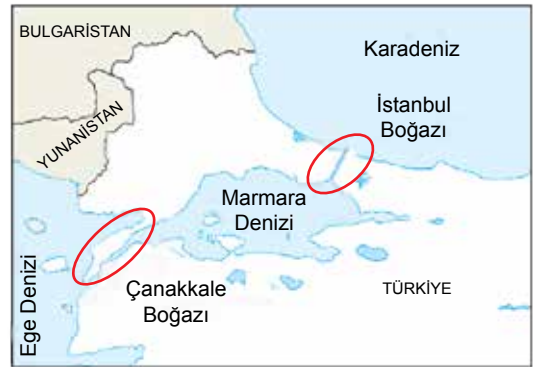 BULGARİSTAN
Karadeniz
İstanbul
Boğazı
YUNANİSTAN
Marmara
Denizi
Ege Denizi
Çanakkale
Boğazı
TÜRKİYE